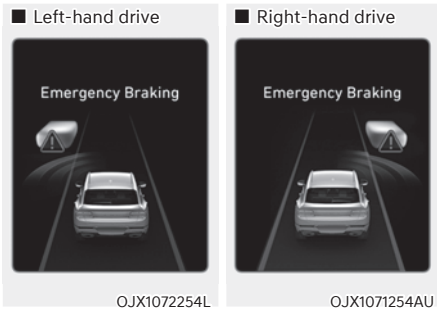 ■ Left-hand drive
Emergency Braking
OJX1072254L
■ Right-hand drive
Emergency Braking
OJX1071254AU